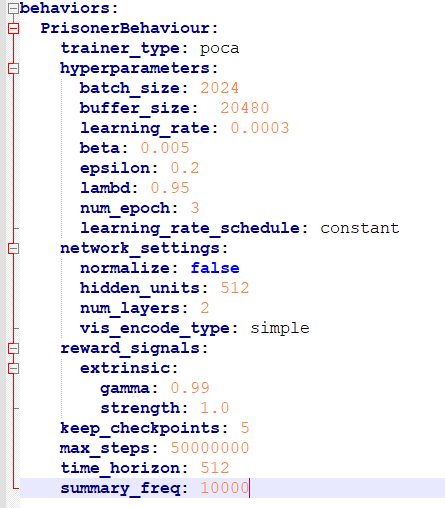 behaviors:
  PrisonerBehaviour:
    trainer_type: poca
    hyperparameters:
      batch_size: 2024
      buffer_size:  20480
      learning_rate: 0.0003
      beta: 0.005
      epsilon: 0.2
      lambd: 0.95
      num_epoch: 3
      learning_rate_schedule: constant
    network_settings:
      normalize: false
      hidden_units: 512
      num_layers: 2
      vis_encode_type: simple
    reward_signals:
      extrinsic:
        gamma: 0.99
        strength: 1.0
    keep_checkpoints: 5
    max_steps: 50000000
    time_horizon: 512
    summary_freq: 10000